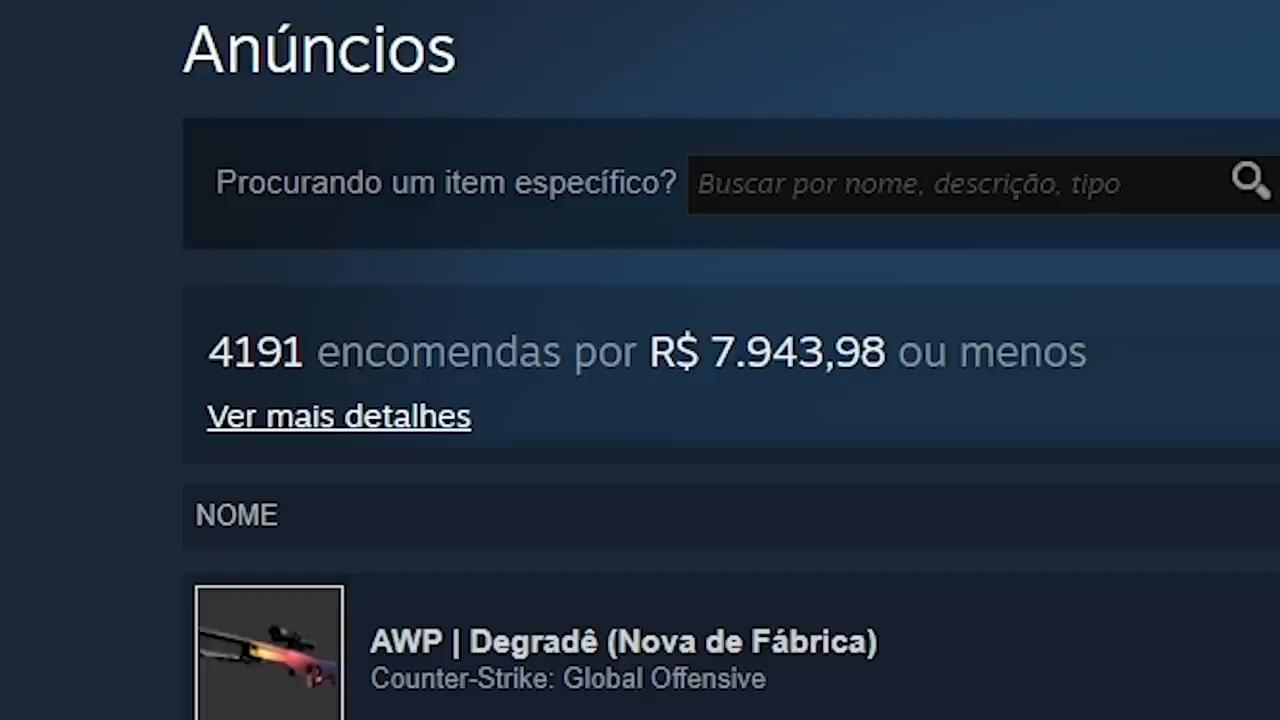 Anúncios
Procurando um item específico? Buscar por nome, descrição, tipo
4191 encomendas por R$ 7.943,98 ou menos
Ver mais detalhes
NOME
AWP | Degradê (Nova de Fábrica)
Counter-Strike: Global Offensive